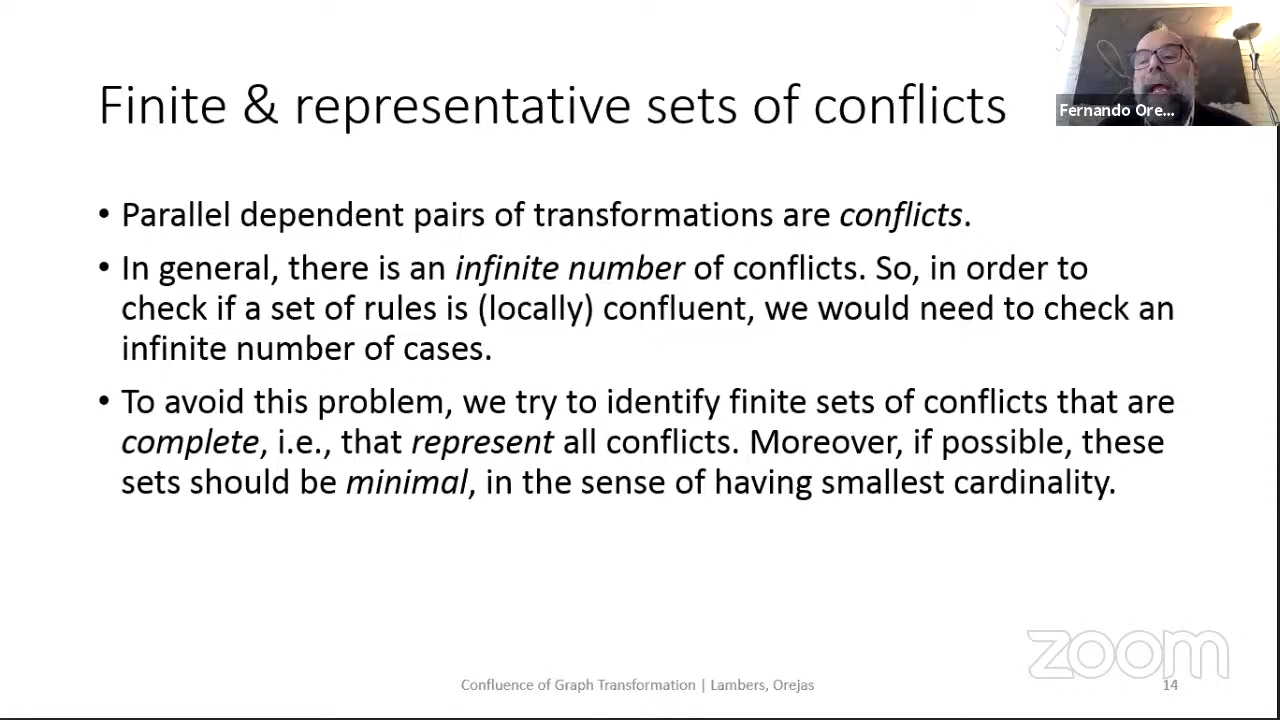 Finite & representative sets of conflicts
Fernando Ore...
• Parallel dependent pairs of transformations are conflicts.
• In general, there is an infinite number of conflicts. So, in order to
check if a set of rules is (locally) confluent, we would need to check an
infinite number of cases.
• To avoid this problem, we try to identify finite sets of conflicts that are
complete, i.e., that represent all conflicts. Moreover, if possible, these
sets should be minimal, in the sense of having smallest cardinality.
zoom
Confluence of Graph Transformation | Lambers, Orejas
14